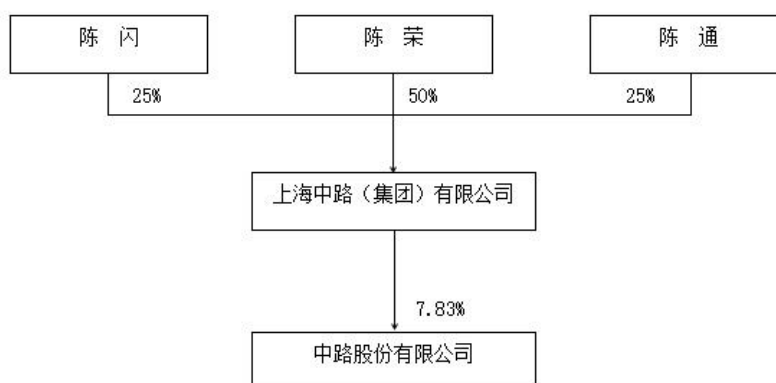 陈 闪
陈 荣
陈 通
25%
50%
25%
上海中路（集团）有限公司
7.83%
中路股份有限公司